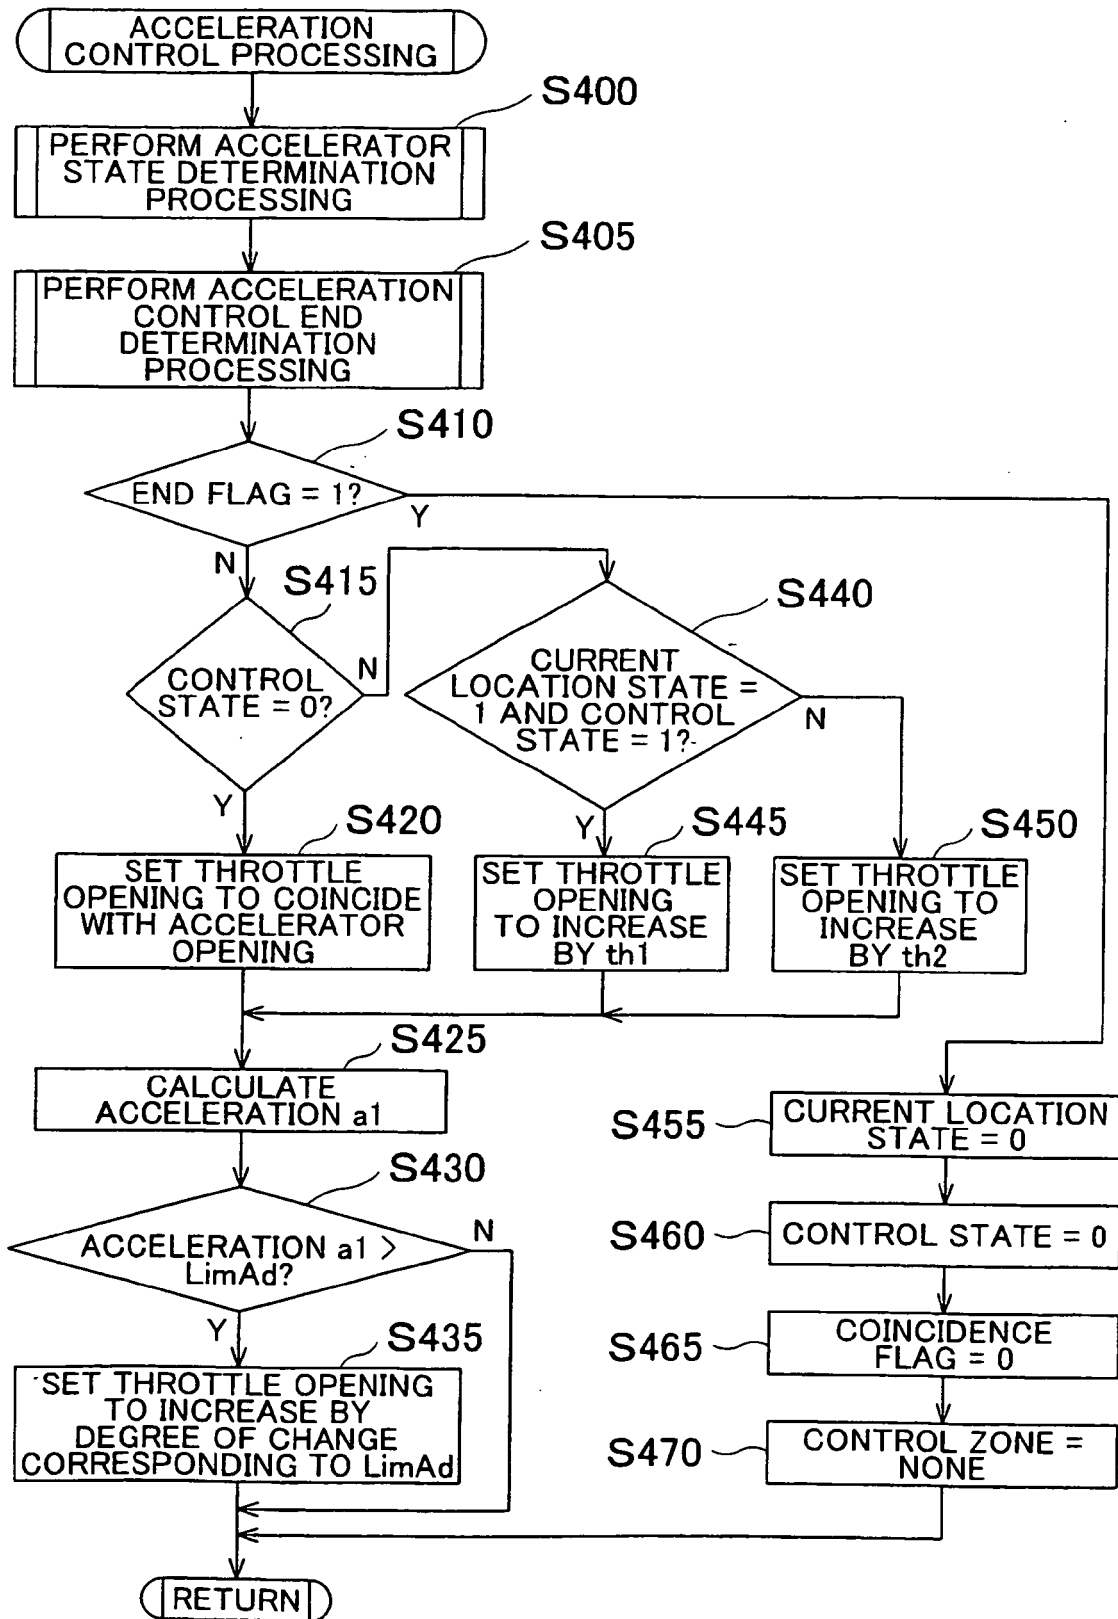 ACCELERATION
CONTROL PROCESSING
S400
PERFORM ACCELERATOR
STATE DETERMINATION
PROCESSING
S405
PERFORM ACCELERATION
CONTROL END
DETERMINATION
PROCESSING
S410
END FLAG = 1?
Y
N
S415
CONTROL
STATE = 0?
N
Y
S440
CURRENT
LOCATION STATE =
1 AND CONTROL
STATE = 1?
N
Y
S420
SET THROTTLE
OPENING TO COINCIDE
WITH ACCELERATOR
OPENING
S445
SET THROTTLE
OPENING
TO INCREASE
BY th1
S450
SET THROTTLE
OPENING TO
INCREASE
BY th2
S425
CALCULATE
ACCELERATION a1
S430
ACCELERATION a1 >
LimAd?
N
Y
S435
SET THROTTLE OPENING
TO INCREASE BY
DEGREE OF CHANGE
CORRESPONDING TO LimAd
S455
CURRENT LOCATION
STATE = 0
S460
CONTROL STATE = 0
S465
COINCIDENCE
FLAG = 0
S470
CONTROL ZONE =
NONE
RETURN